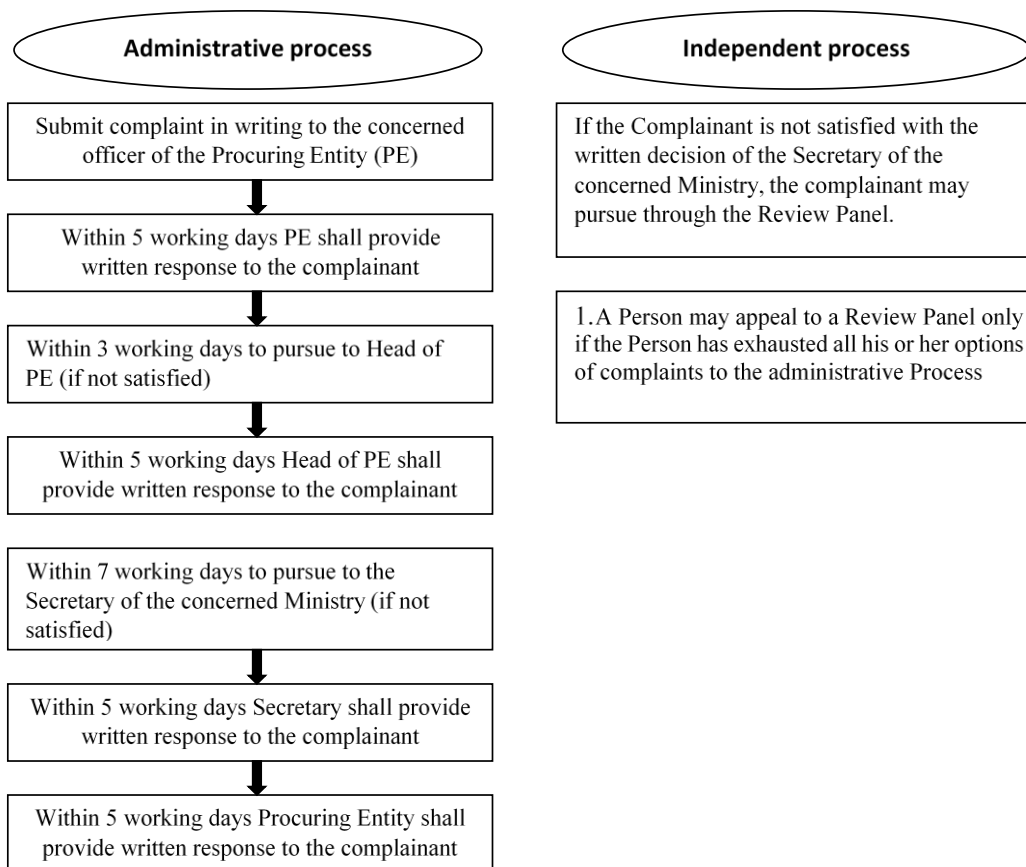 Administrative process
Submit complaint in writing to the concerned
officer of the Procuring Entity (PE)
Within 5 working days PE shall provide
written response to the complainant
Within 3 working days to pursue to Head of
PE (if not satisfied)
Within 5 working days Head of PE shall
provide written response to the complainant
Within 7 working days to pursue to the
Secretary of the concerned Ministry (if not
satisfied)
Within 5 working days Secretary shall provide
written response to the complainant
Within 5 working days Procuring Entity shall
provide written response to the complainant
Independent process
If the Complainant is not satisfied with the
written decision of the Secretary of the
concerned Ministry, the complainant may
pursue through the Review Panel.
1.A Person may appeal to a Review Panel only
if the Person has exhausted all his or her options
of complaints to the administrative Process